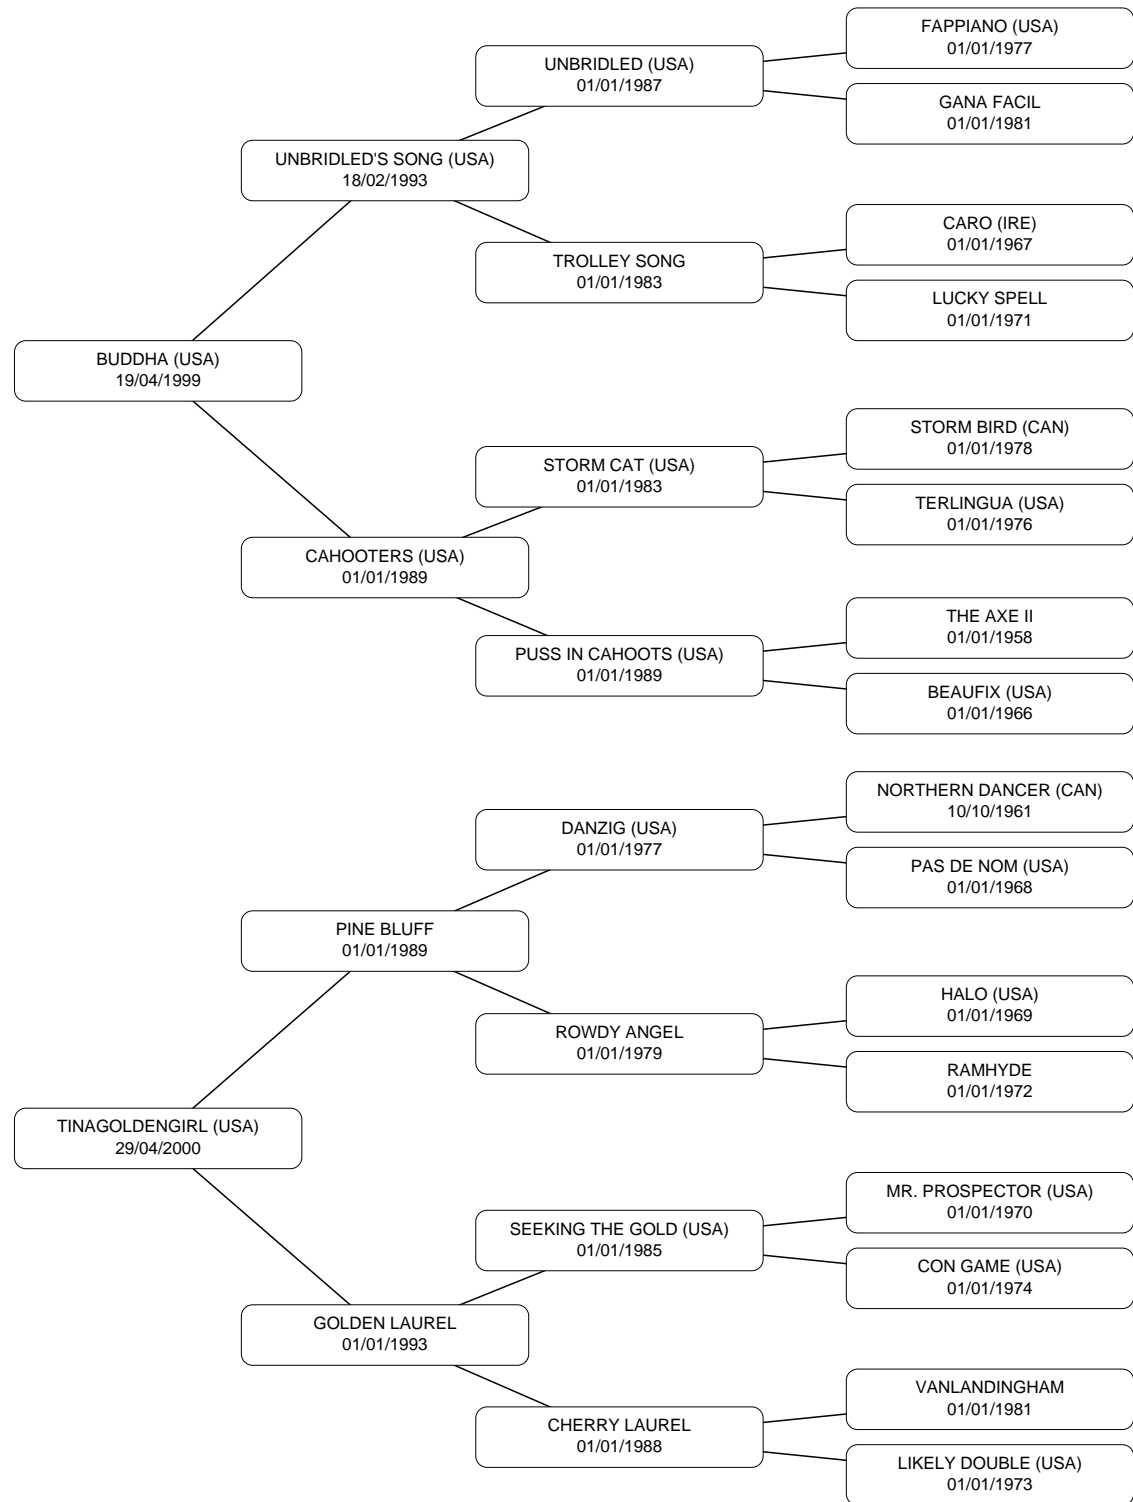 FAPPIANO (USA)
01/01/1977
UNBRIDLED (USA)
01/01/1987
GANA FACIL
01/01/1981
UNBRIDLED'S SONG (USA)
18/02/1993
CARO (IRE)
01/01/1967
TROLLEY SONG
01/01/1983
LUCKY SPELL
01/01/1971
BUDDHA (USA)
19/04/1999
STORM BIRD (CAN)
01/01/1978
STORM CAT (USA)
01/01/1983
TERLINGUA (USA)
01/01/1976
CAHOOTERS (USA)
01/01/1989
THE AXE II
01/01/1958
PUSS IN CAHOOTS (USA)
01/01/1989
BEAUFIX (USA)
01/01/1966
NORTHERN DANCER (CAN)
10/10/1961
DANZIG (USA)
01/01/1977
PAS DE NOM (USA)
01/01/1968
PINE BLUFF
01/01/1989
HALO (USA)
01/01/1969
ROWDY ANGEL
01/01/1979
RAMHYDE
01/01/1972
TINAGOLDENGIRL (USA)
29/04/2000
MR. PROSPECTOR (USA)
01/01/1970
SEEKING THE GOLD (USA)
01/01/1985
CON GAME (USA)
01/01/1974
GOLDEN LAUREL
01/01/1993
VANLANDINGHAM
01/01/1981
CHERRY LAUREL
01/01/1988
LIKELY DOUBLE (USA)
01/01/1973